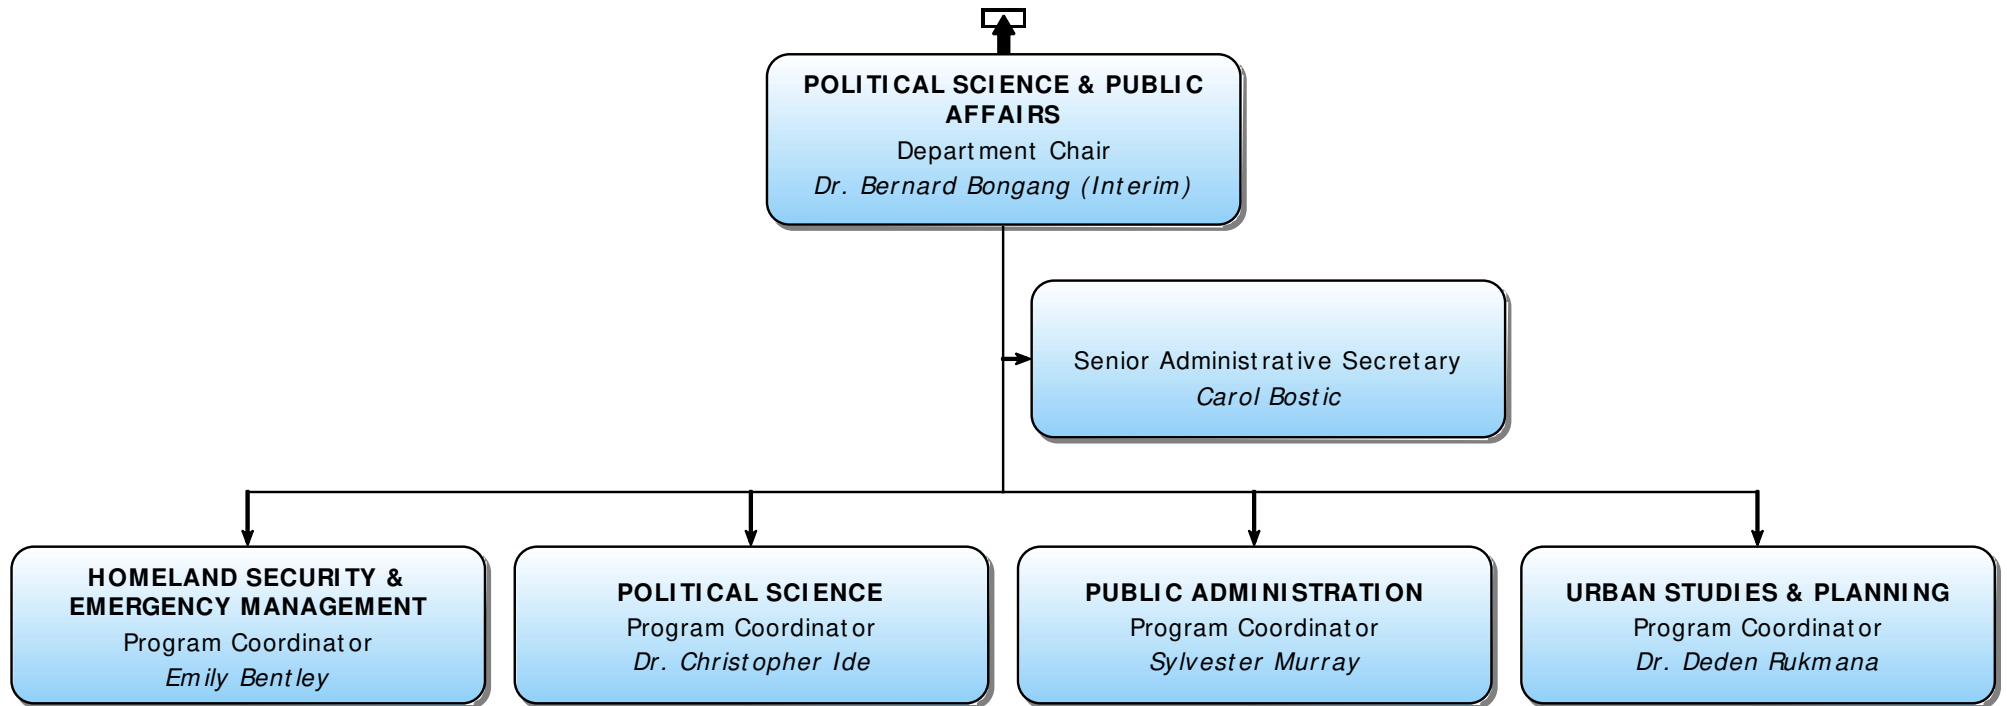 POLITICAL SCIENCE & PUBLIC
AFFAIRS
Department Chair
Dr. Bernard Bongang (Interim)
Senior Administrative Secretary
Carol Bostic
HOMELAND SECURITY &
EMERGENCY MANAGEMENT
Program Coordinator
Emily Bentley
POLITICAL SCIENCE
Program Coordinator
Dr. Christopher Ide
PUBLIC ADMINISTRATION
Program Coordinator
Sylvester Murray
URBAN STUDIES & PLANNING
Program Coordinator
Dr. Deden Rukmana